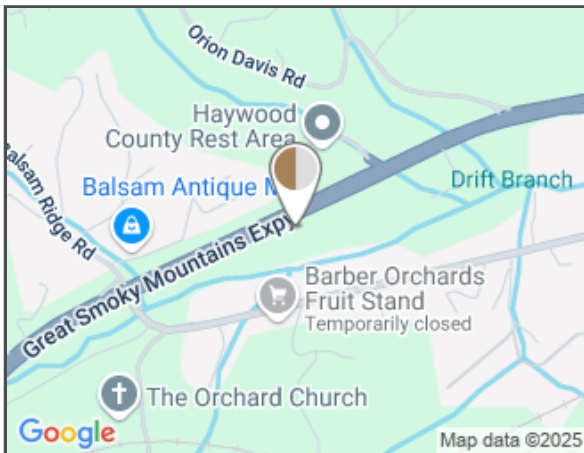 Orion Davis Rd
Haywood
County Rest Area
Drift Branch
Balsam Antique M
Balsam Ridge Rd
Great Smoky Mountains Expy
Barber Orchards
Fruit Stand
Temporarily closed
The Orchard Church
Google
Map data ©2025